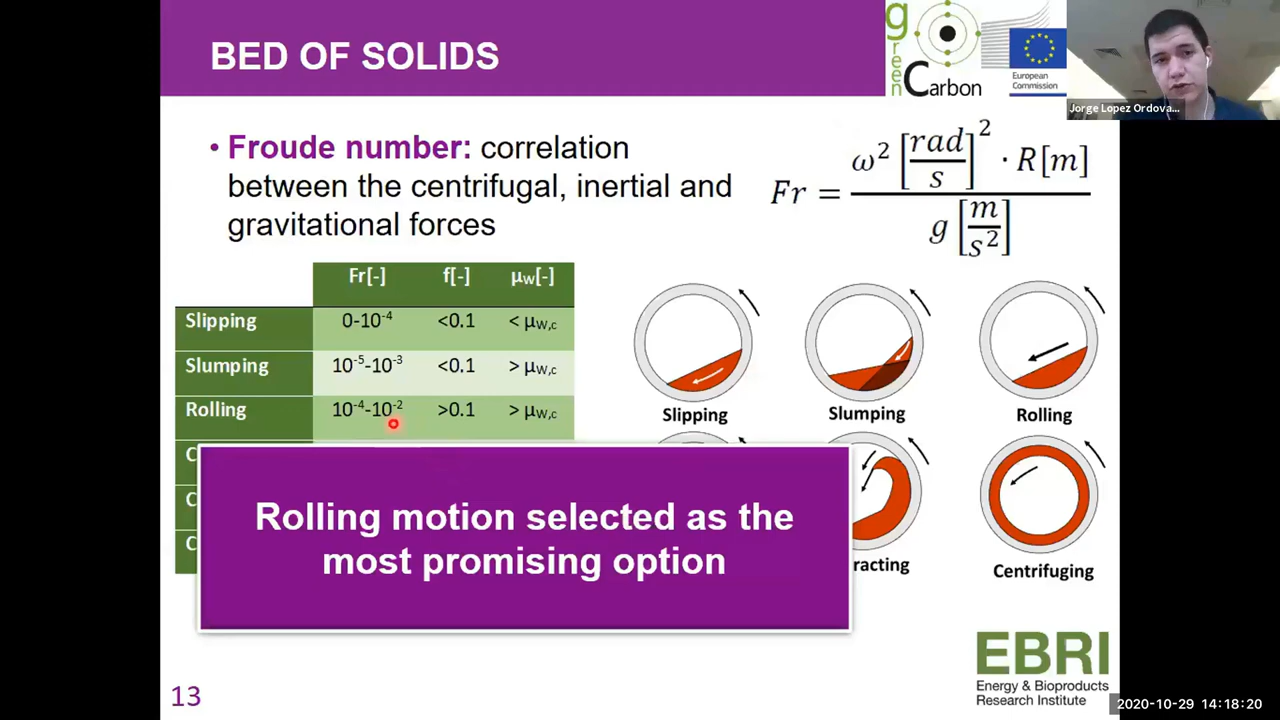 BED OF SOLIDS
green
Carbon
European
Commission
Jorge Lopez Ordova...
• Froude number: correlation
between the centrifugal, inertial and
gravitational forces
Fr = ω² [rad/s]² · R[m] / g [m/s²]
Fr[-] f[-] μW[-]
Slipping 0-10⁻⁴ <0.1 < μW,c
Slumping 10⁻⁵-10⁻³ <0.1 > μW,c
Rolling 10⁻⁴-10⁻² >0.1 > μW,c
C
C
C
Slipping
Slumping
Rolling
racting
Centrifuging
Rolling motion selected as the
most promising option
13
EBRI
Energy & Bioproducts
Research Institute
2020-10-29 14:18:20